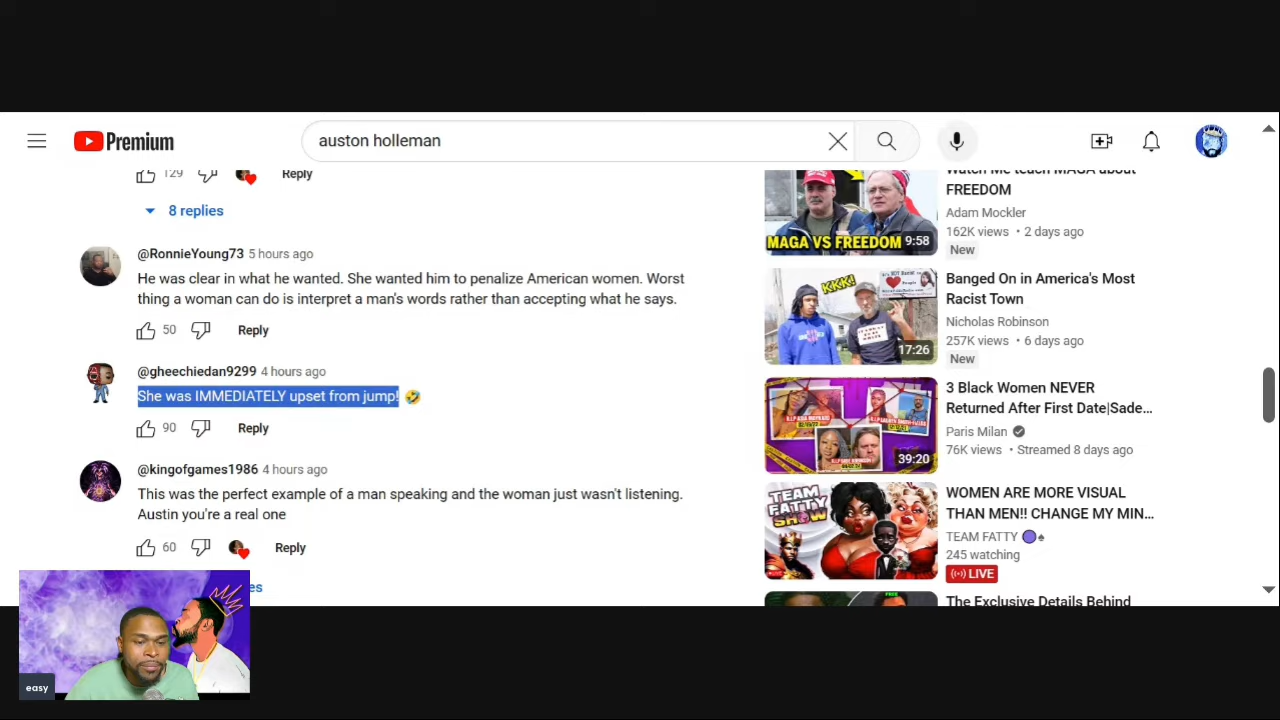 Premium
auston holleman
129
Reply
8 replies
@RonnieYoung73 5 hours ago
He was clear in what he wanted. She wanted him to penalize American women. Worst
thing a woman can do is interpret a man's words rather than accepting what he says.
50
Reply
@gheechiedan9299 4 hours ago
She was IMMEDIATELY upset from jump! 🤣
90
Reply
@kingofgames1986 4 hours ago
This was the perfect example of a man speaking and the woman just wasn't listening.
Austin you're a real one
60
Reply
easy
Watch Me teach MAGA about
FREEDOM
Adam Mockler
162K views • 2 days ago
New
MAGA VS FREEDOM
9:58
Banged On in America's Most
Racist Town
Nicholas Robinson
257K views • 6 days ago
New
KKK!
17:26
3 Black Women NEVER
Returned After First Date|Sade...
Paris Milan
76K views • Streamed 8 days ago
39:20
WOMEN ARE MORE VISUAL
THAN MEN!! CHANGE MY MIN...
TEAM FATTY
245 watching
LIVE
TEAM
FATTY
SHOW
The Exclusive Details Behind